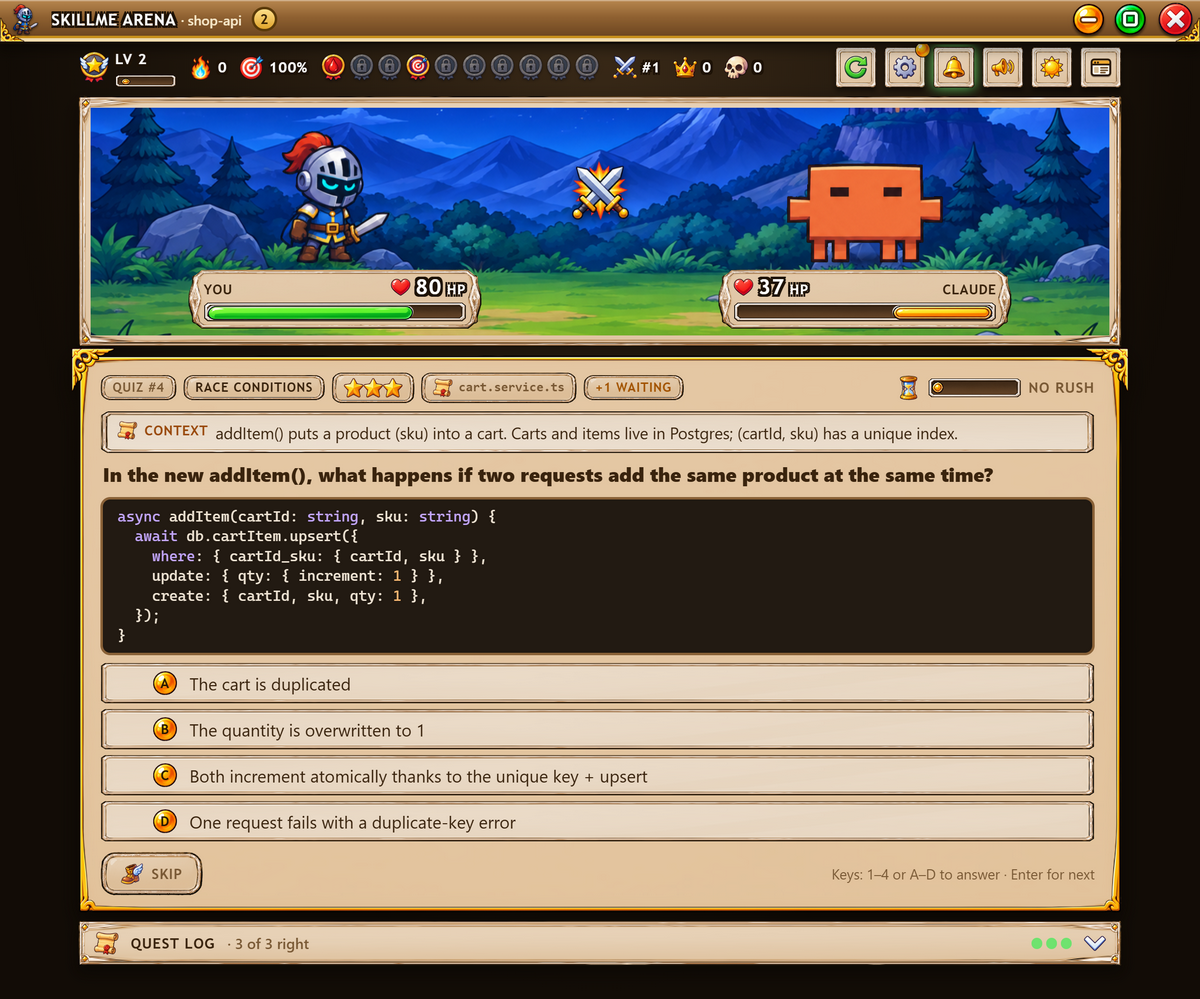 SKILLME ARENA · shop-api 2
LV 2
0 100% #1 0 0
YOU 80 HP
37 HP CLAUDE
QUIZ #4 RACE CONDITIONS cart.service.ts +1 WAITING NO RUSH
CONTEXT addItem() puts a product (sku) into a cart. Carts and items live in Postgres; (cartId, sku) has a unique index.
In the new addItem(), what happens if two requests add the same product at the same time?
async addItem(cartId: string, sku: string) {
  await db.cartItem.upsert({
    where: { cartId_sku: { cartId, sku } },
    update: { qty: { increment: 1 } },
    create: { cartId, sku, qty: 1 },
  });
}
A The cart is duplicated
B The quantity is overwritten to 1
C Both increment atomically thanks to the unique key + upsert
D One request fails with a duplicate-key error
SKIP Keys: 1–4 or A–D to answer · Enter for next
QUEST LOG · 3 of 3 right